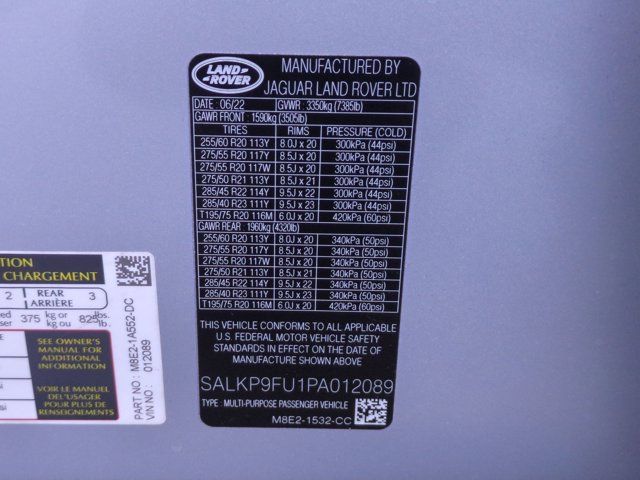 LAND ROVER
MANUFACTURED BY
JAGUAR LAND ROVER LTD
DATE : 06/22 GVWR : 3350kg (7385lb)
GAWR FRONT : 1590kg (3505lb)
TIRES RIMS PRESSURE (COLD)
255/60 R20 113Y 8.0J x 20 300kPa (44psi)
275/55 R20 117Y 8.5J x 20 300kPa (44psi)
275/55 R20 117W 8.5J x 20 300kPa (44psi)
275/50 R21 113Y 8.5J x 21 300kPa (44psi)
285/45 R22 114Y 9.5J x 22 300kPa (44psi)
285/40 R23 111Y 9.5J x 23 300kPa (44psi)
T195/75 R20 116M 6.0J x 20 420kPa (60psi)
GAWR REAR : 1960kg (4320lb)
255/60 R20 113Y 8.0J x 20 340kPa (50psi)
275/55 R20 117Y 8.5J x 20 340kPa (50psi)
275/55 R20 117W 8.5J x 20 340kPa (50psi)
275/50 R21 113Y 8.5J x 21 340kPa (50psi)
285/45 R22 114Y 9.5J x 22 340kPa (50psi)
285/40 R23 111Y 9.5J x 23 340kPa (50psi)
T195/75 R20 116M 6.0J x 20 420kPa (60psi)
THIS VEHICLE CONFORMS TO ALL APPLICABLE
U.S. FEDERAL MOTOR VEHICLE SAFETY
STANDARDS IN EFFECT ON THE DATE OF
MANUFACTURE SHOWN ABOVE
SALKP9FU1PA012089
TYPE : MULTI-PURPOSE PASSENGER VEHICLE
M8E2-1532-CC
TION
CHARGEMENT
2 REAR ARRIÈRE 3
375 kg or kg ou 825 lbs. lb.
SEE OWNER'S
MANUAL FOR
ADDITIONAL
INFORMATION
VOIR LE MANUEL
DEL'USAGER
POUR PLUS DE
RENSEIGNEMENTS
PART NO : M8E2-1A552-DC
VIN NO : 012089